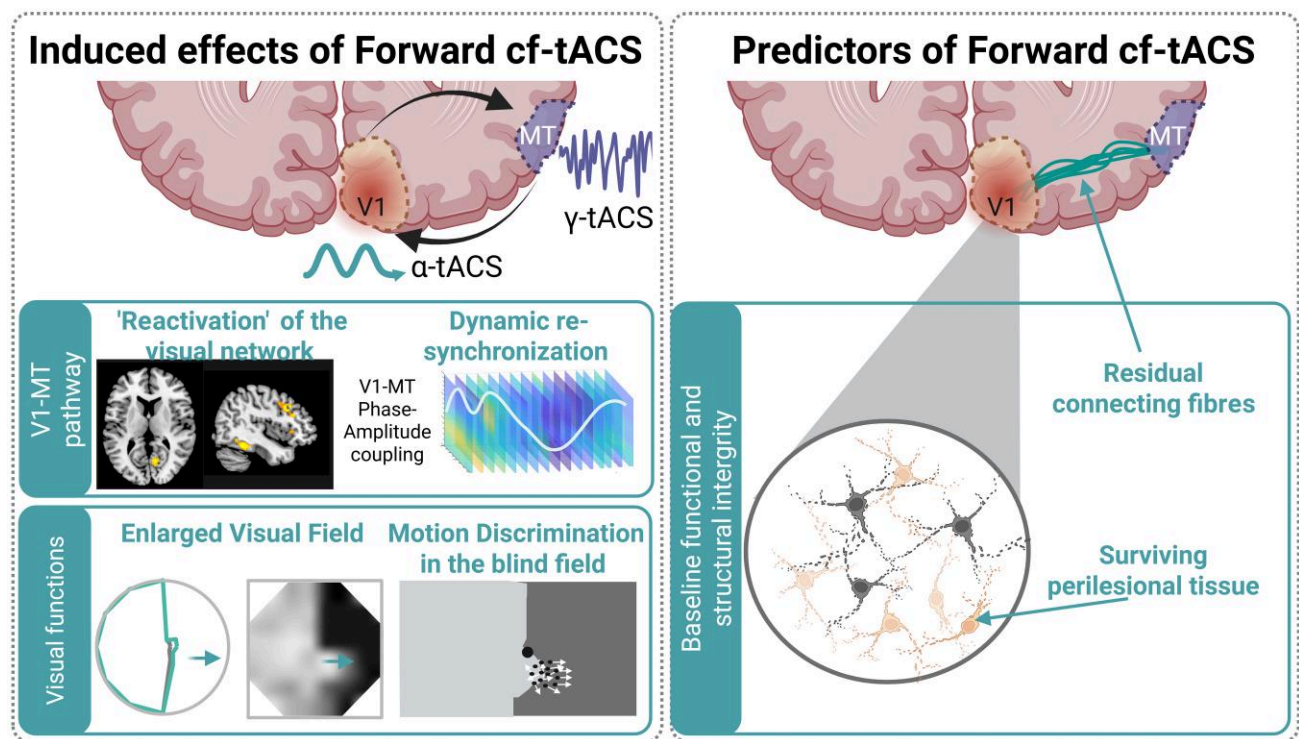 Induced effects of Forward cf-tACS
MT
V1
γ-tACS
α-tACS
V1-MT
pathway
'Reactivation' of the
visual network
Dynamic re-
synchronization
V1-MT
Phase-
Amplitude
coupling
Visual functions
Enlarged Visual Field
Motion Discrimination
in the blind field
Predictors of Forward cf-tACS
MT
V1
Baseline functional and
structural intergrity
Residual
connecting fibres
Surviving
perilesional tissue